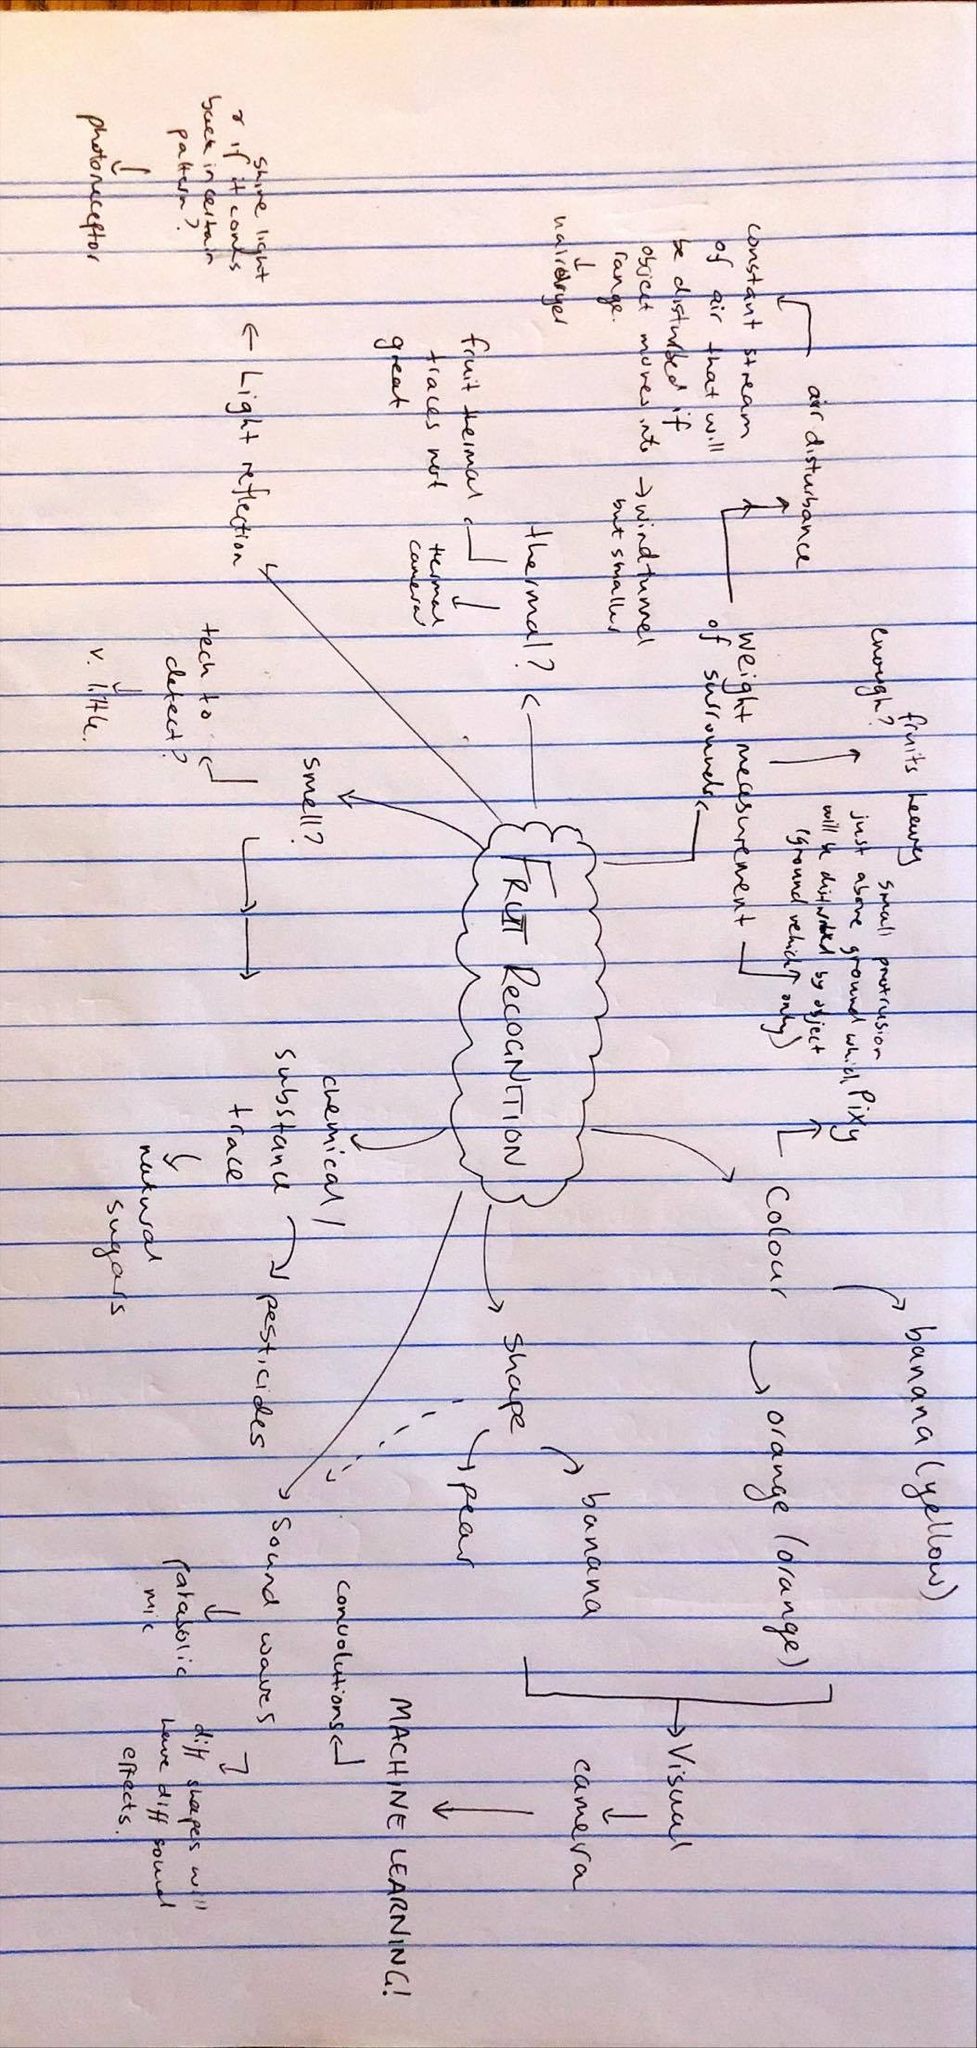 FRUIT RECOGNITION
air disturbance
constant stream
of air that will
be disturbed if
object moves into
range.
hairdryer
→ wind tunnel
but smaller
weight measurement
of surrounds
fruits heavy
enough?
small protrusion
just above ground which
will be disturbed by object
(ground vehicle only)
Pixy
Colour
banana (yellow)
orange (orange)
shape
banana
pear
Visual
camera
MACHINE LEARNING!
convolutions
Sound waves
parabolic
mic
diff shapes will
have diff sound
effects.
chemical /
substance
trace
pesticides
natural
sugars
smell?
tech to
detect?
v. little.
thermal?
thermal
camera
fruit thermal
traces not
great
Light reflection
shine light
r if it comes
back in certain
pattern?
photoreceptor